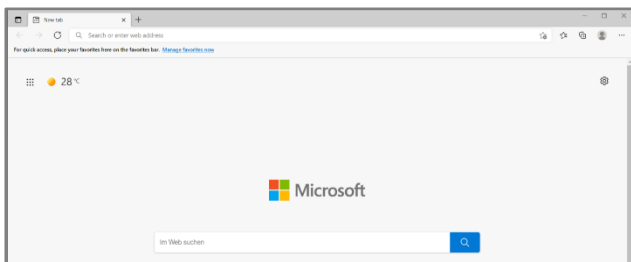 New tab
Search or enter web address
For quick access, place your favorites here on the favorites bar. Manage favorites now
28 °C
Microsoft
Im Web suchen